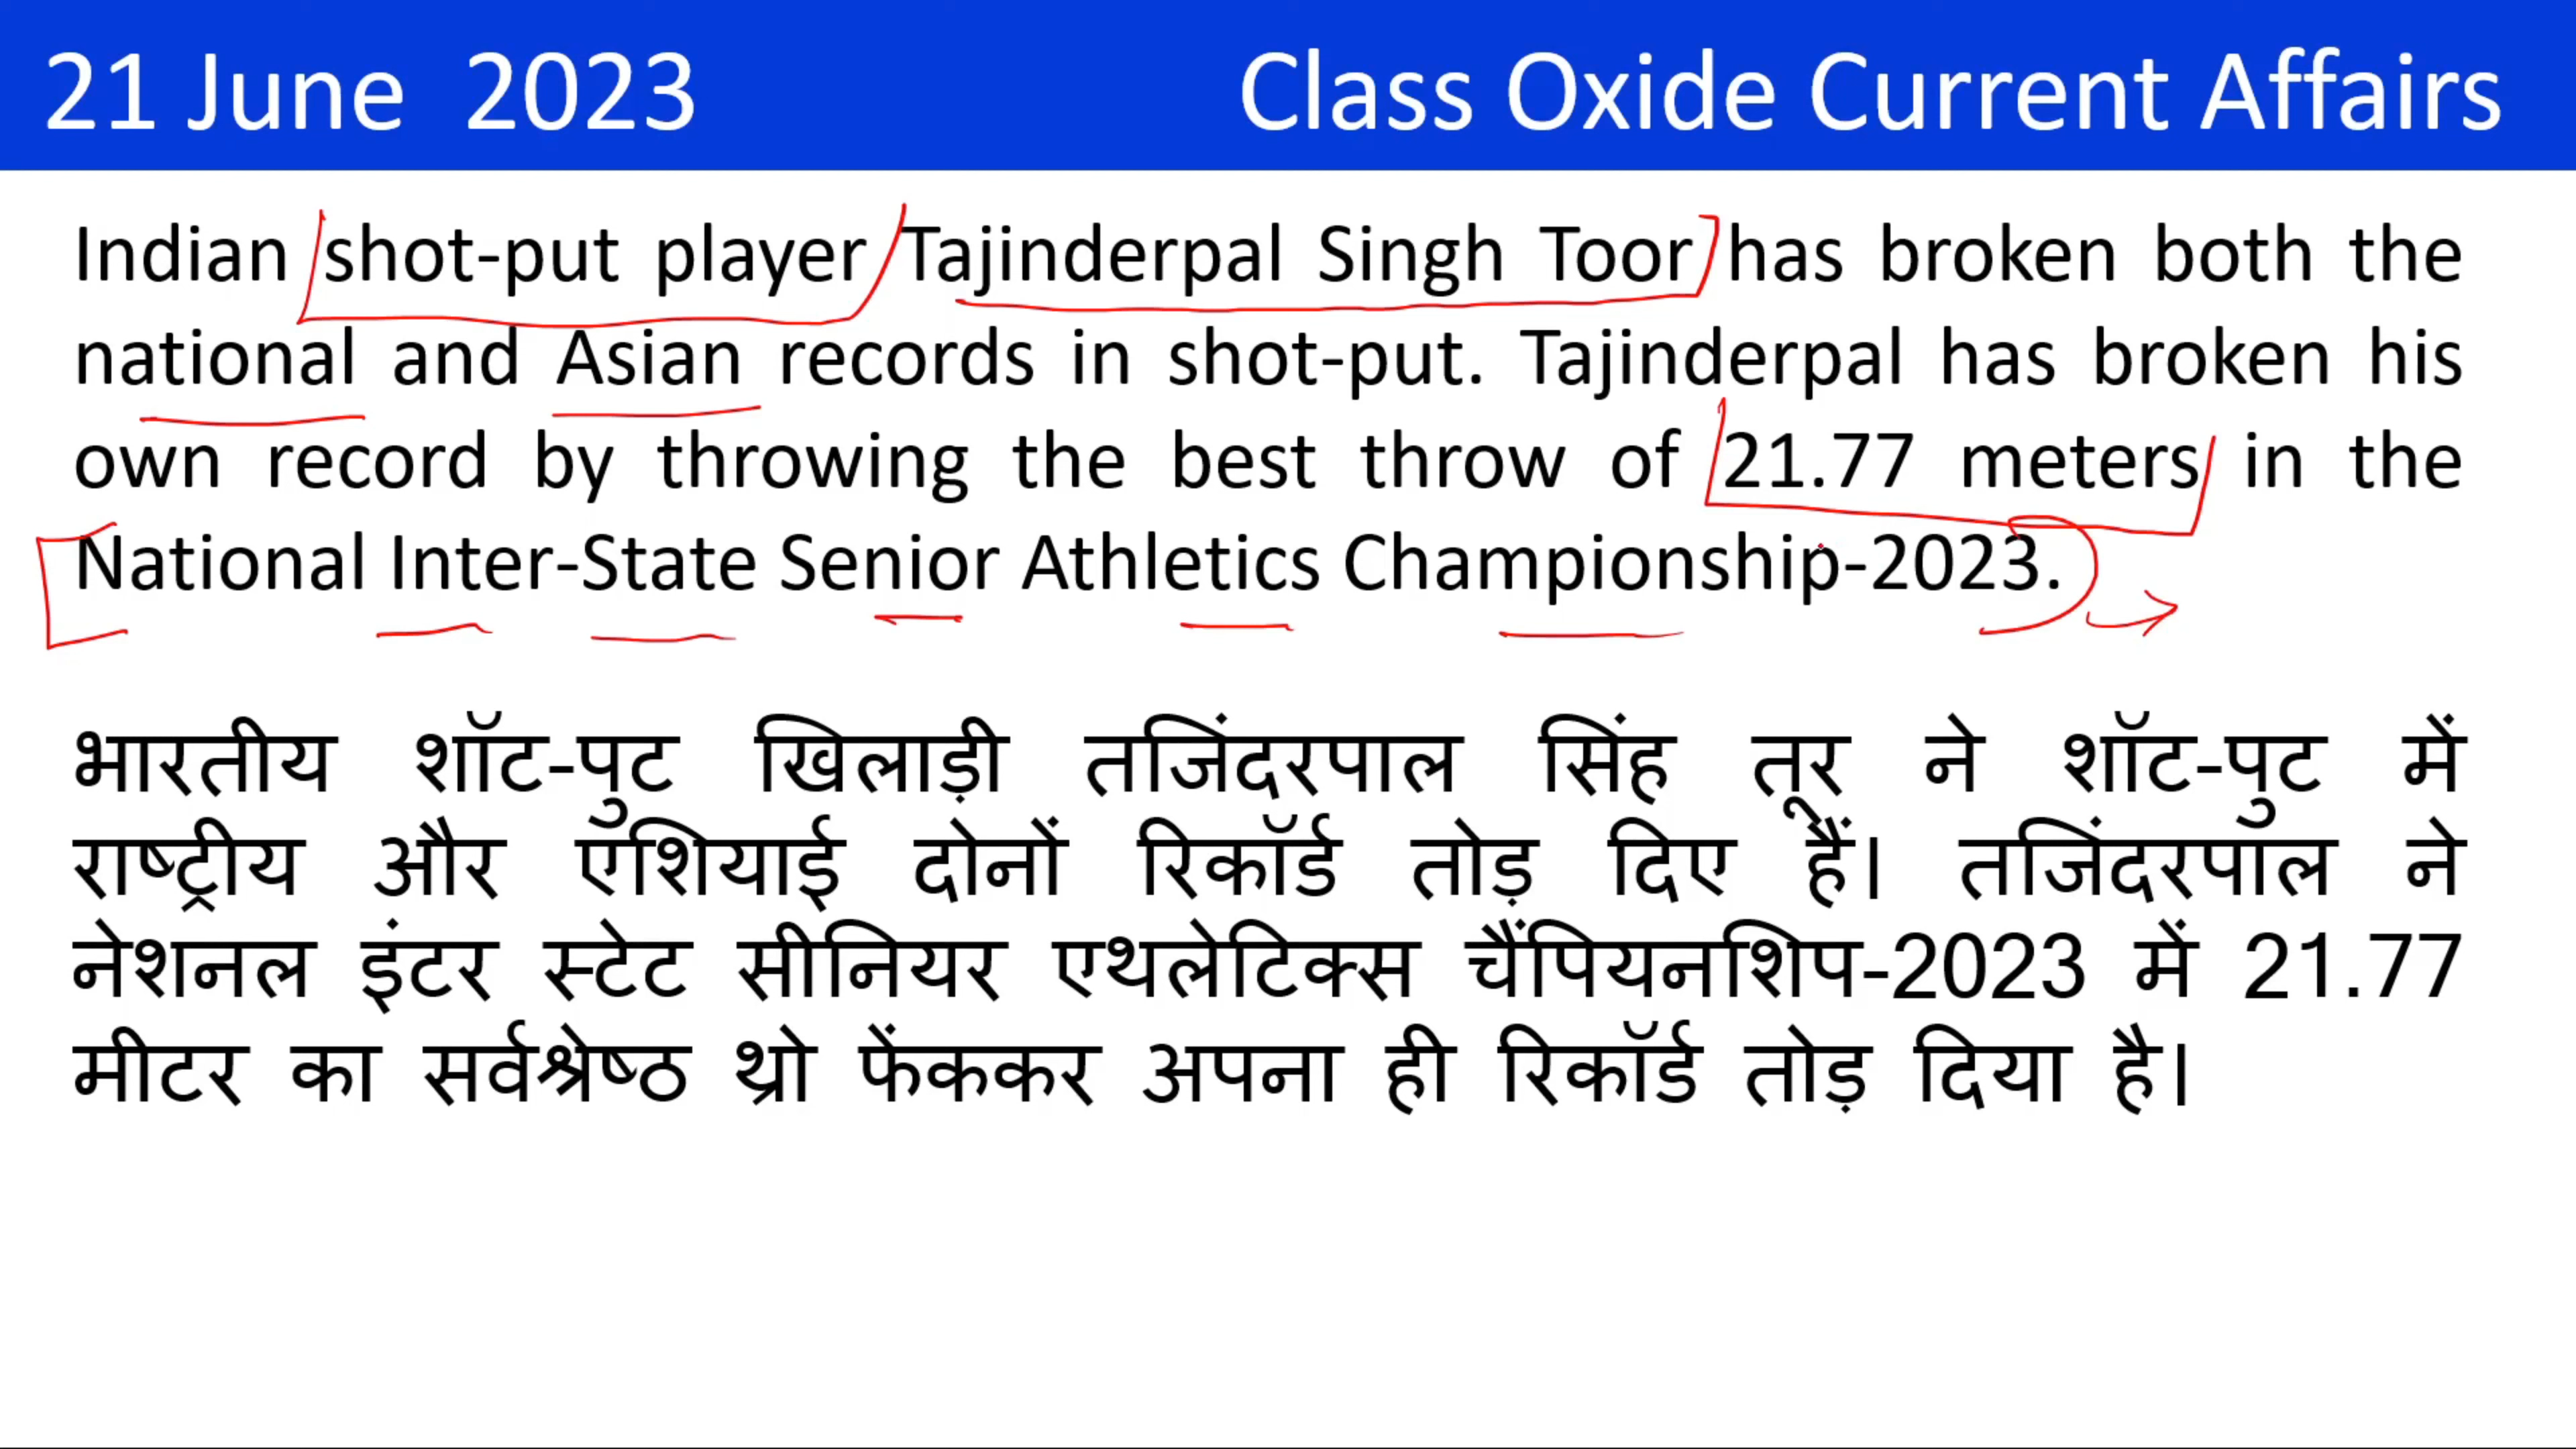 21 June 2023 Class Oxide Current Affairs
Indian shot-put player Tajinderpal Singh Toor has broken both the
national and Asian records in shot-put. Tajinderpal has broken his
own record by throwing the best throw of 21.77 meters in the
National Inter-State Senior Athletics Championship-2023.
भारतीय शॉट-पुट खिलाड़ी तजिंदरपाल सिंह तूर ने शॉट-पुट में
राष्ट्रीय और एशियाई दोनों रिकॉर्ड तोड़ दिए हैं। तजिंदरपाल ने
नेशनल इंटर स्टेट सीनियर एथलेटिक्स चैंपियनशिप-2023 में 21.77
मीटर का सर्वश्रेष्ठ थ्रो फेंककर अपना ही रिकॉर्ड तोड़ दिया है।